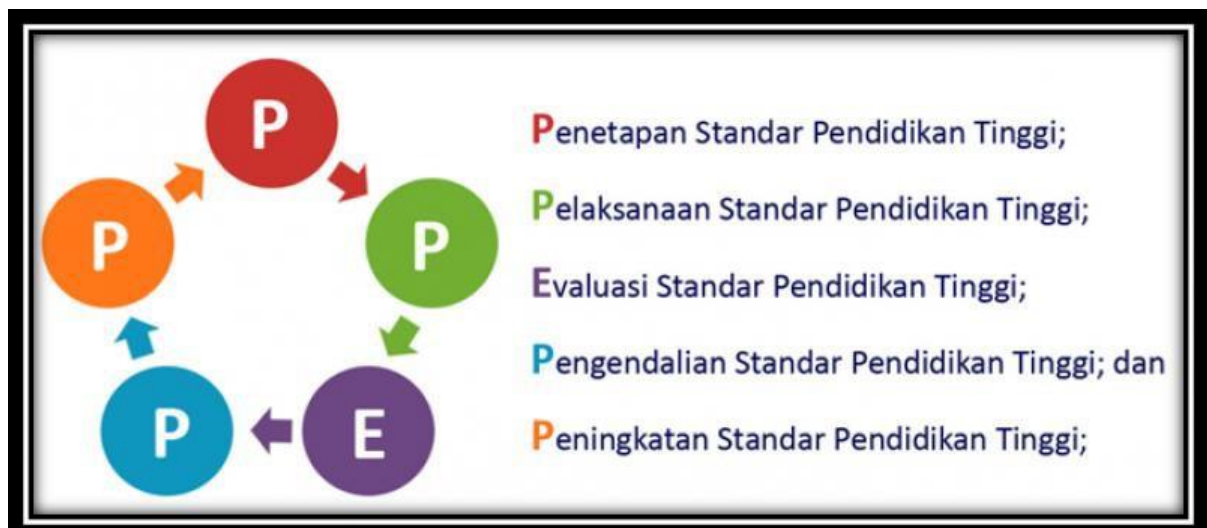 P
P
E
P
P
Penetapan Standar Pendidikan Tinggi;
Pelaksanaan Standar Pendidikan Tinggi;
Evaluasi Standar Pendidikan Tinggi;
Pengendalian Standar Pendidikan Tinggi; dan
Peningkatan Standar Pendidikan Tinggi;